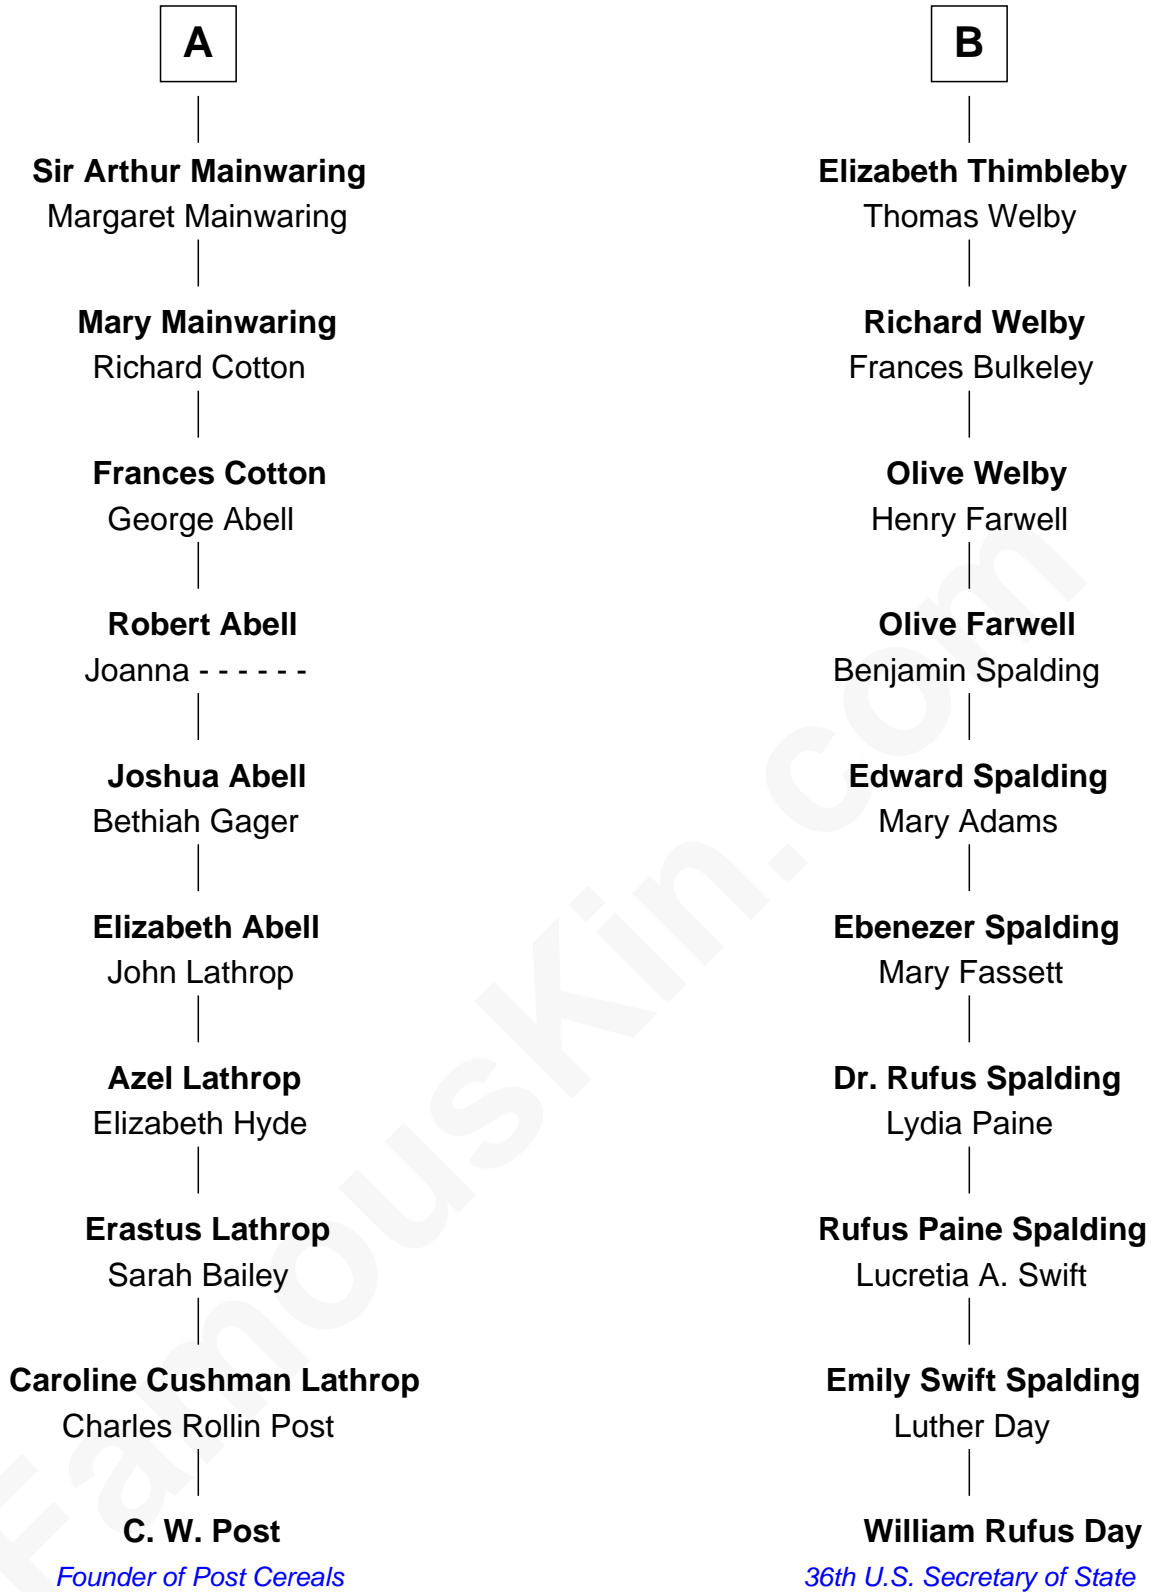 A
Sir Arthur Mainwaring
Margaret Mainwaring
Mary Mainwaring
Richard Cotton
Frances Cotton
George Abell
Robert Abell
Joanna - - - - - -
Joshua Abell
Bethiah Gager
Elizabeth Abell
John Lathrop
Azel Lathrop
Elizabeth Hyde
Erastus Lathrop
Sarah Bailey
Caroline Cushman Lathrop
Charles Rollin Post
C. W. Post
Founder of Post Cereals
B
Elizabeth Thimbleby
Thomas Welby
Richard Welby
Frances Bulkeley
Olive Welby
Henry Farwell
Olive Farwell
Benjamin Spalding
Edward Spalding
Mary Adams
Ebenezer Spalding
Mary Fassett
Dr. Rufus Spalding
Lydia Paine
Rufus Paine Spalding
Lucretia A. Swift
Emily Swift Spalding
Luther Day
William Rufus Day
36th U.S. Secretary of State
FamousKin.com